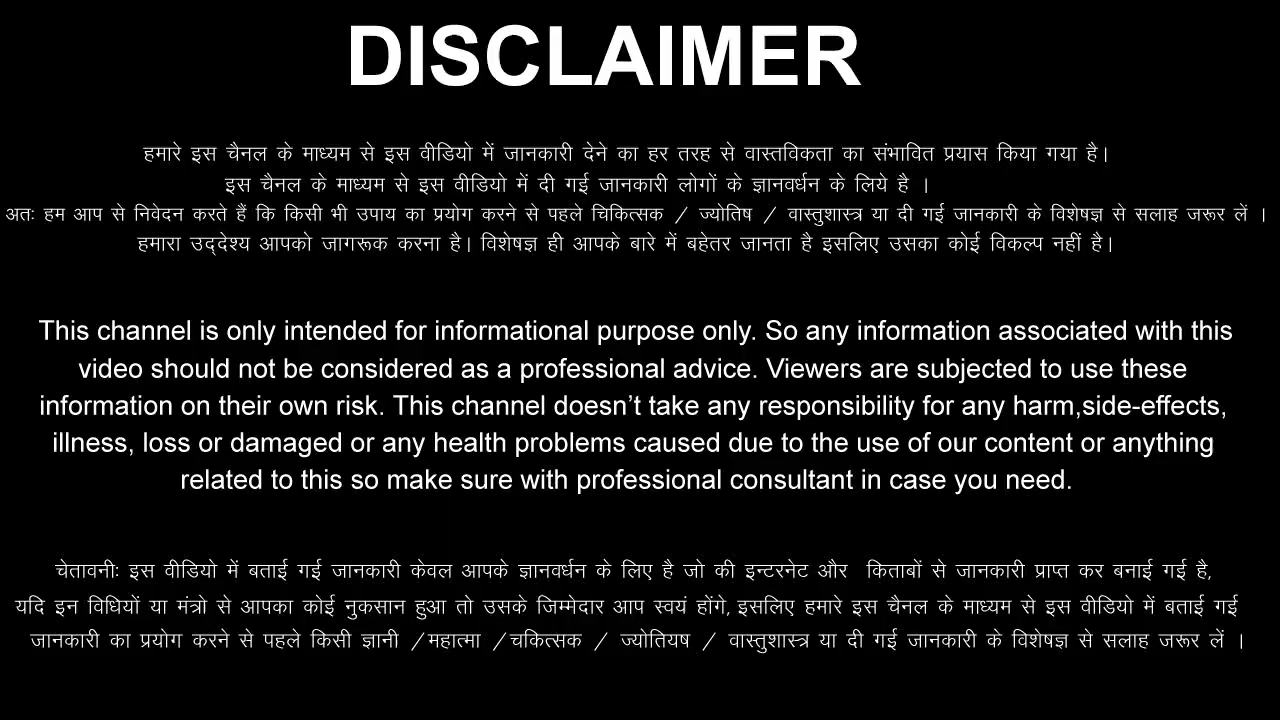 DISCLAIMER
हमारे इस चैनल के माध्यम से इस वीडियो में जानकारी देने का हर तरह से वास्तविकता का संभावित प्रयास किया गया है।
इस चैनल के माध्यम से इस वीडियो में दी गई जानकारी लोगों के ज्ञानवर्धन के लिये है ।
अतः हम आप से निवेदन करते हैं कि किसी भी उपाय का प्रयोग करने से पहले चिकित्सक / ज्योतिष / वास्तुशास्त्र या दी गई जानकारी के विशेषज्ञ से सलाह जरूर लें ।
हमारा उद्देश्य आपको जागरूक करना है। विशेषज्ञ ही आपके बारे में बहेतर जानता है इसलिए उसका कोई विकल्प नहीं है।
This channel is only intended for informational purpose only. So any information associated with this
video should not be considered as a professional advice. Viewers are subjected to use these
information on their own risk. This channel doesn’t take any responsibility for any harm,side-effects,
illness, loss or damaged or any health problems caused due to the use of our content or anything
related to this so make sure with professional consultant in case you need.
चेतावनीः इस वीडियो में बताई गई जानकारी केवल आपके ज्ञानवर्धन के लिए है जो की इन्टरनेट और किताबों से जानकारी प्राप्त कर बनाई गई है,
यदि इन विधियों या मंत्रो से आपका कोई नुकसान हुआ तो उसके जिम्मेदार आप स्वयं होंगे, इसलिए हमारे इस चैनल के माध्यम से इस वीडियो में बताई गई
जानकारी का प्रयोग करने से पहले किसी ज्ञानी /महात्मा /चकित्सक / ज्योतियष / वास्तुशास्त्र या दी गई जानकारी के विशेषज्ञ से सलाह जरूर लें ।